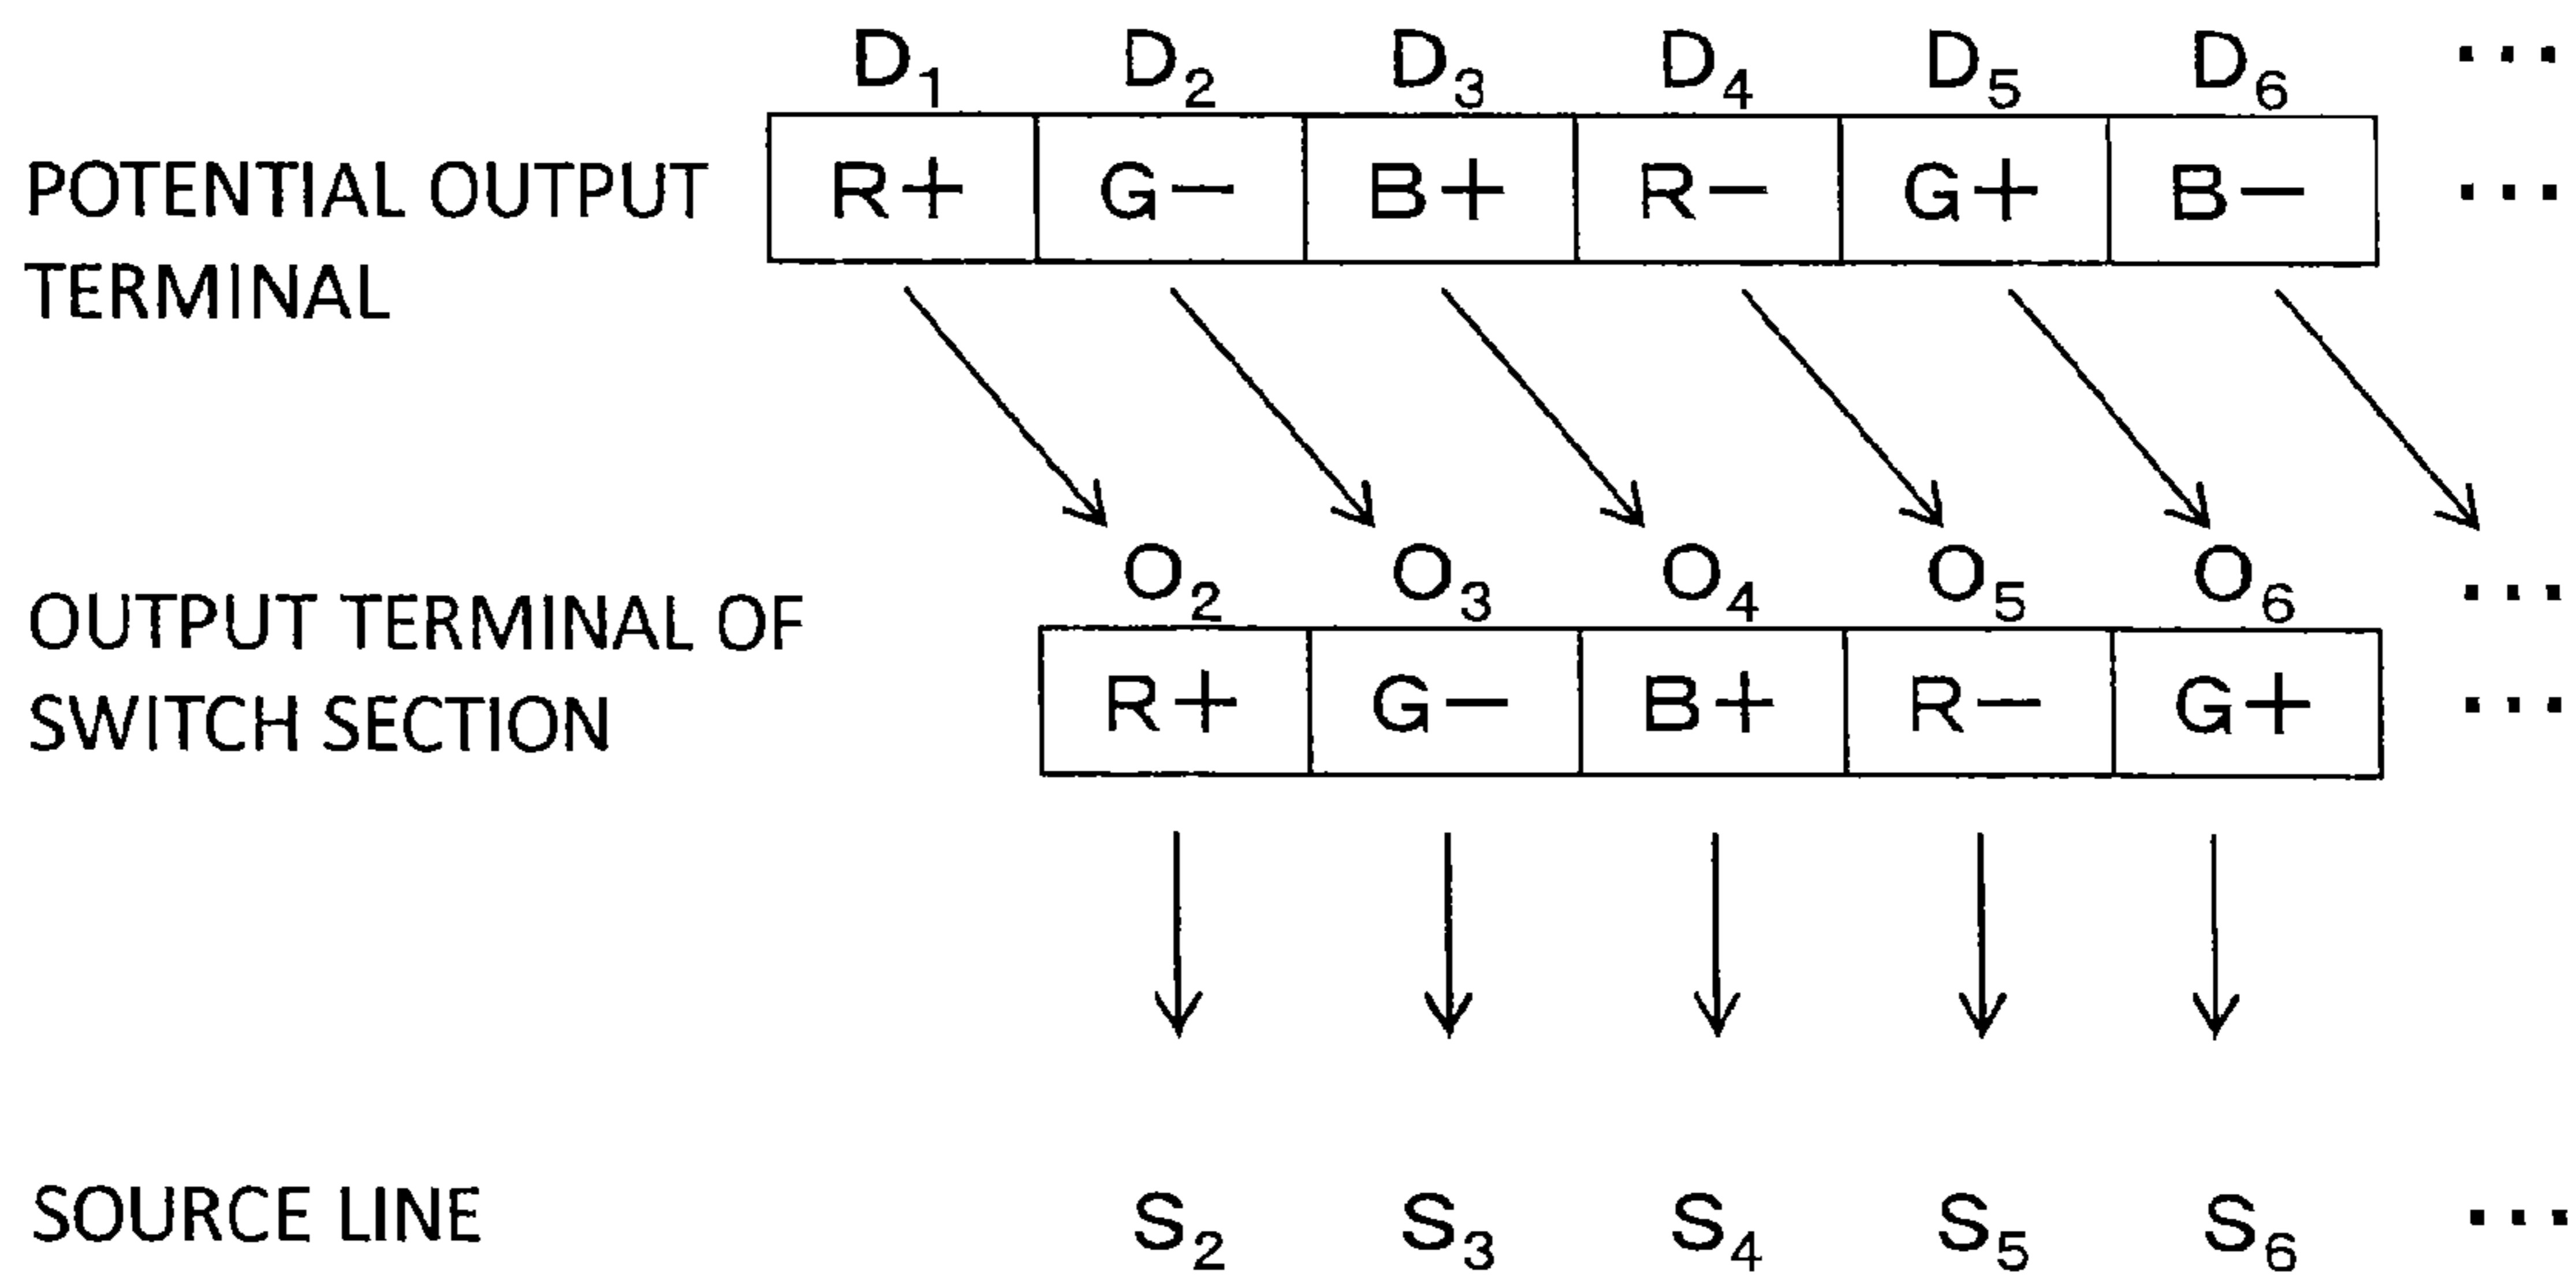 D₁ D₂ D₃ D₄ D₅ D₆ ...
POTENTIAL OUTPUT TERMINAL R+ G− B+ R− G+ B− ...
O₂ O₃ O₄ O₅ O₆ ...
OUTPUT TERMINAL OF SWITCH SECTION R+ G− B+ R− G+ ...
SOURCE LINE S₂ S₃ S₄ S₅ S₆ ...